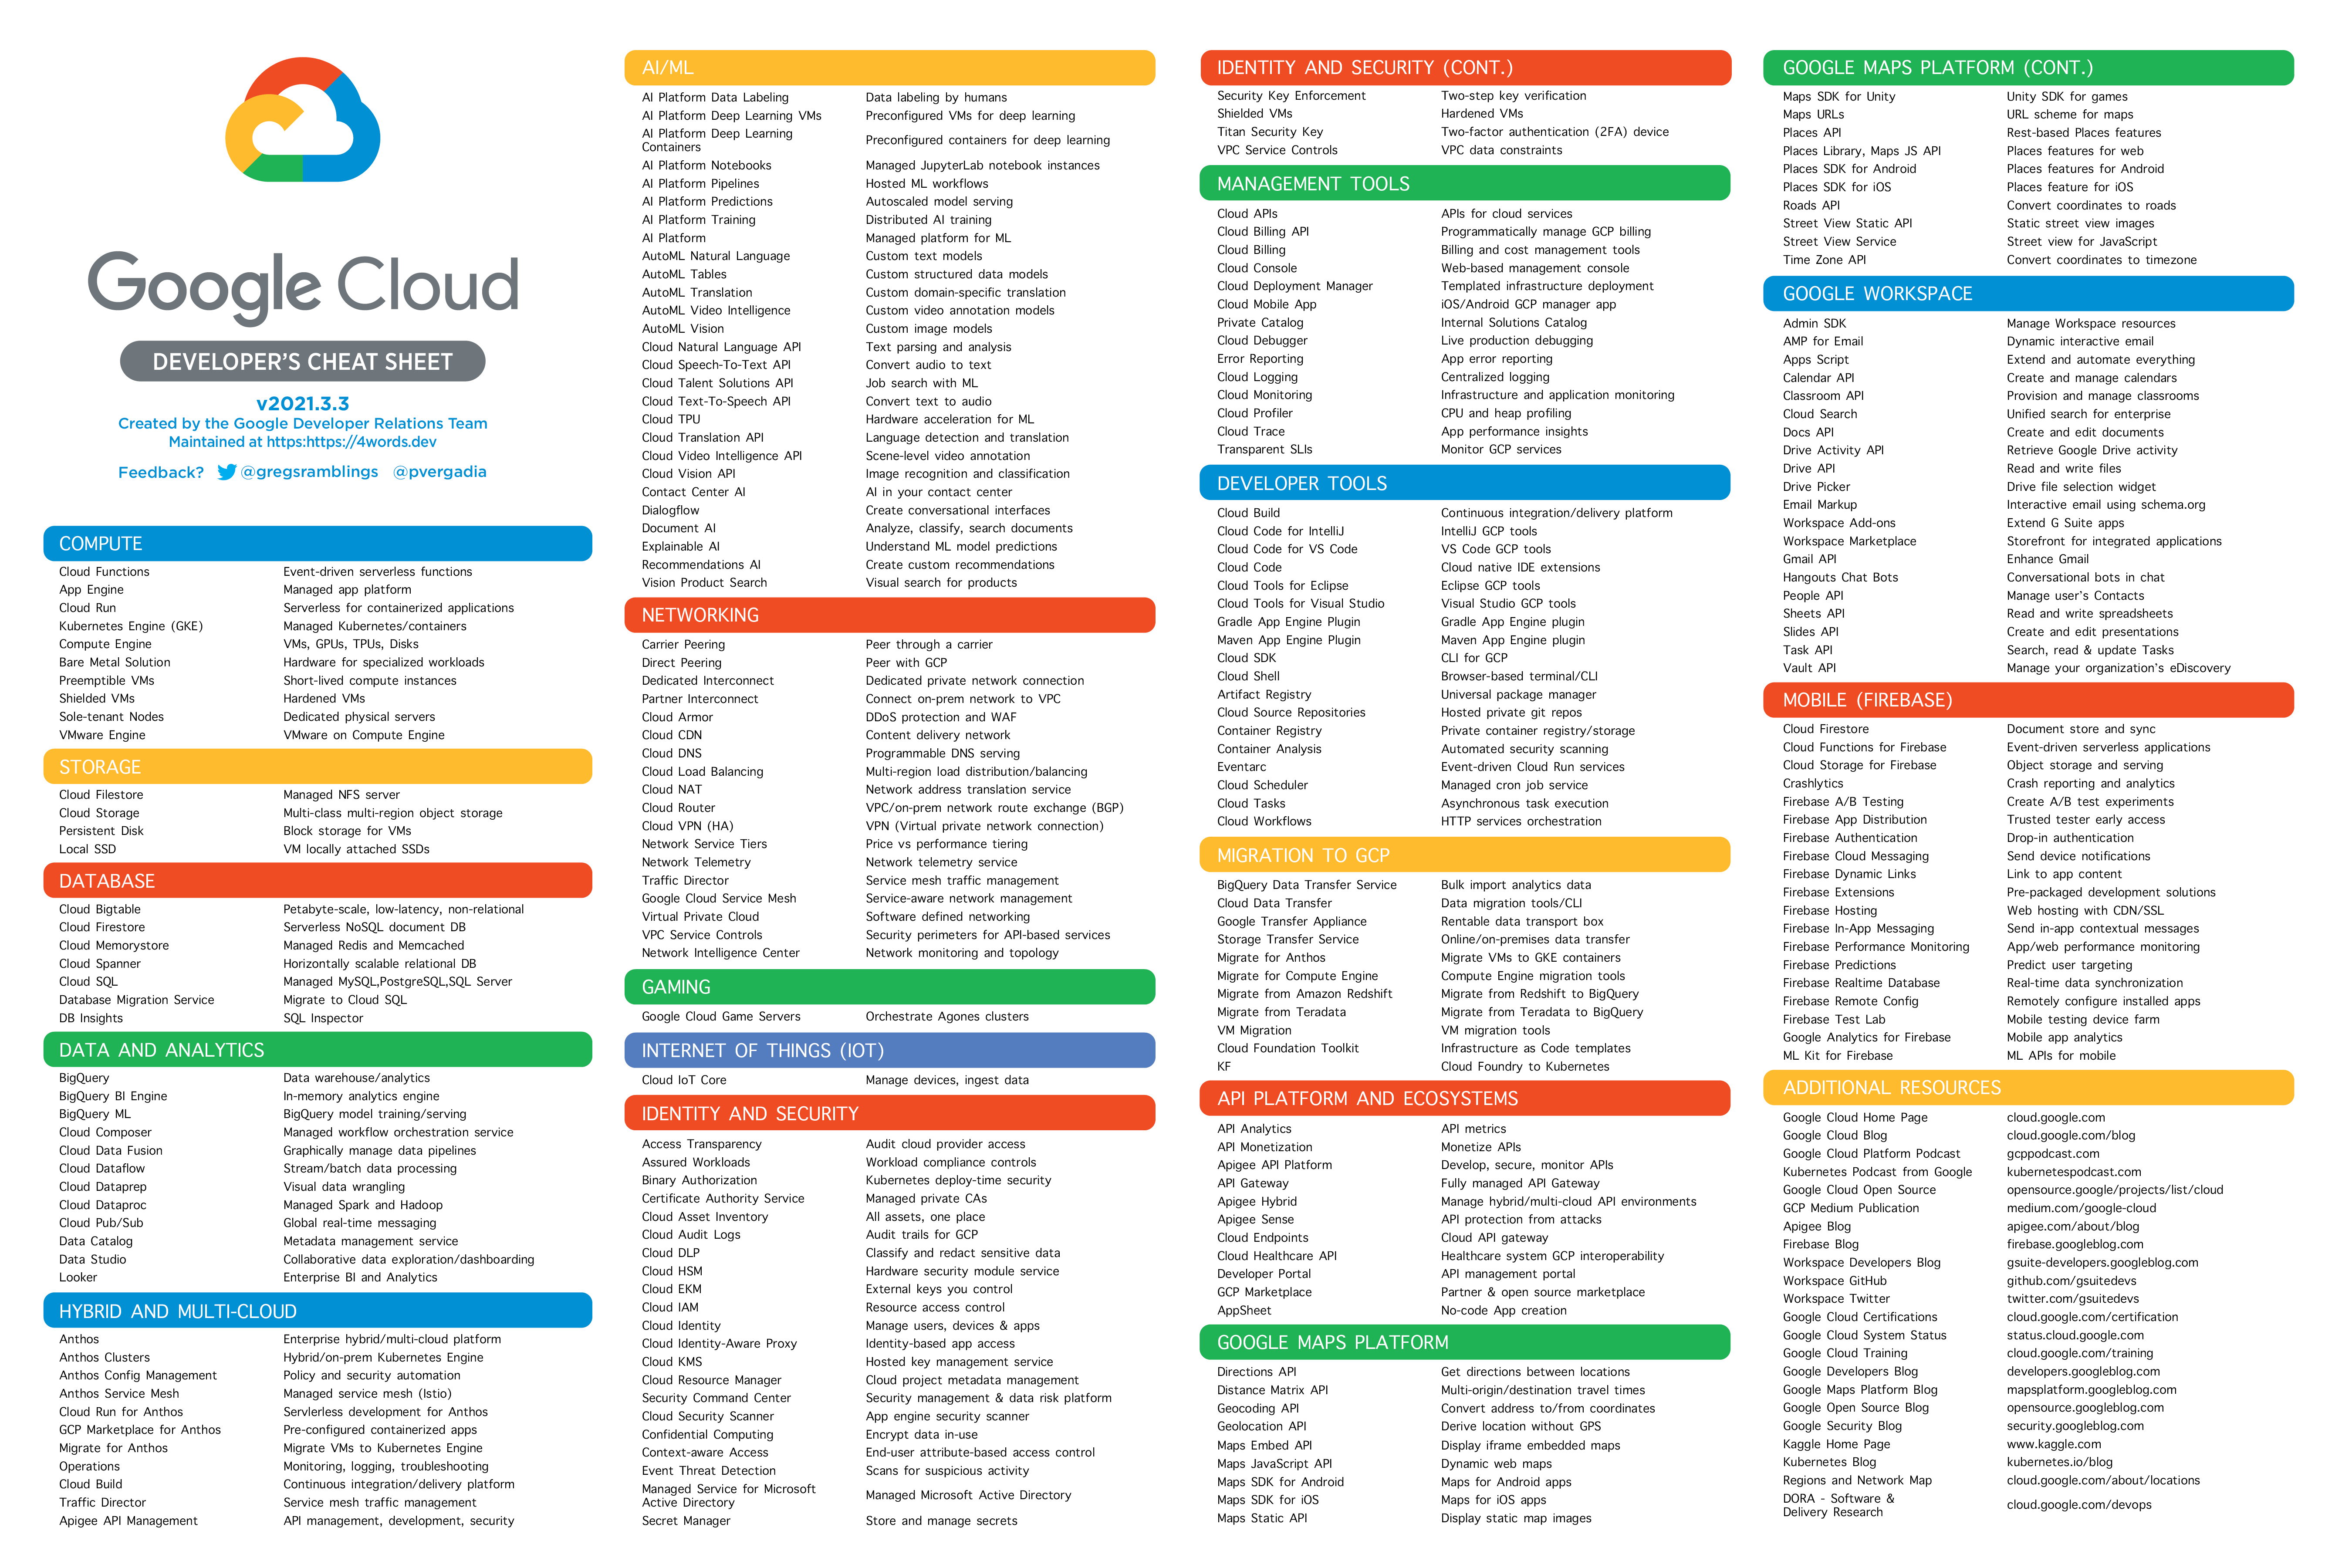 Google Cloud
DEVELOPER'S CHEAT SHEET
v2021.3.3
Created by the Google Developer Relations Team
Maintained at https:https://4words.dev
Feedback? @gregsramblings @pvergadia
COMPUTE
Cloud Functions Event-driven serverless functions
App Engine Managed app platform
Cloud Run Serverless for containerized applications
Kubernetes Engine (GKE) Managed Kubernetes/containers
Compute Engine VMs, GPUs, TPUs, Disks
Bare Metal Solution Hardware for specialized workloads
Preemptible VMs Short-lived compute instances
Shielded VMs Hardened VMs
Sole-tenant Nodes Dedicated physical servers
VMware Engine VMware on Compute Engine
STORAGE
Cloud Filestore Managed NFS server
Cloud Storage Multi-class multi-region object storage
Persistent Disk Block storage for VMs
Local SSD VM locally attached SSDs
DATABASE
Cloud Bigtable Petabyte-scale, low-latency, non-relational
Cloud Firestore Serverless NoSQL document DB
Cloud Memorystore Managed Redis and Memcached
Cloud Spanner Horizontally scalable relational DB
Cloud SQL Managed MySQL,PostgreSQL,SQL Server
Database Migration Service Migrate to Cloud SQL
DB Insights SQL Inspector
DATA AND ANALYTICS
BigQuery Data warehouse/analytics
BigQuery BI Engine In-memory analytics engine
BigQuery ML BigQuery model training/serving
Cloud Composer Managed workflow orchestration service
Cloud Data Fusion Graphically manage data pipelines
Cloud Dataflow Stream/batch data processing
Cloud Dataprep Visual data wrangling
Cloud Dataproc Managed Spark and Hadoop
Cloud Pub/Sub Global real-time messaging
Data Catalog Metadata management service
Data Studio Collaborative data exploration/dashboarding
Looker Enterprise BI and Analytics
HYBRID AND MULTI-CLOUD
Anthos Enterprise hybrid/multi-cloud platform
Anthos Clusters Hybrid/on-prem Kubernetes Engine
Anthos Config Management Policy and security automation
Anthos Service Mesh Managed service mesh (Istio)
Cloud Run for Anthos Servlerless development for Anthos
GCP Marketplace for Anthos Pre-configured containerized apps
Migrate for Anthos Migrate VMs to Kubernetes Engine
Operations Monitoring, logging, troubleshooting
Cloud Build Continuous integration/delivery platform
Traffic Director Service mesh traffic management
Apigee API Management API management, development, security
AI/ML
AI Platform Data Labeling Data labeling by humans
AI Platform Deep Learning VMs Preconfigured VMs for deep learning
AI Platform Deep Learning
Containers Preconfigured containers for deep learning
AI Platform Notebooks Managed JupyterLab notebook instances
AI Platform Pipelines Hosted ML workflows
AI Platform Predictions Autoscaled model serving
AI Platform Training Distributed AI training
AI Platform Managed platform for ML
AutoML Natural Language Custom text models
AutoML Tables Custom structured data models
AutoML Translation Custom domain-specific translation
AutoML Video Intelligence Custom video annotation models
AutoML Vision Custom image models
Cloud Natural Language API Text parsing and analysis
Cloud Speech-To-Text API Convert audio to text
Cloud Talent Solutions API Job search with ML
Cloud Text-To-Speech API Convert text to audio
Cloud TPU Hardware acceleration for ML
Cloud Translation API Language detection and translation
Cloud Video Intelligence API Scene-level video annotation
Cloud Vision API Image recognition and classification
Contact Center AI AI in your contact center
Dialogflow Create conversational interfaces
Document AI Analyze, classify, search documents
Explainable AI Understand ML model predictions
Recommendations AI Create custom recommendations
Vision Product Search Visual search for products
NETWORKING
Carrier Peering Peer through a carrier
Direct Peering Peer with GCP
Dedicated Interconnect Dedicated private network connection
Partner Interconnect Connect on-prem network to VPC
Cloud Armor DDoS protection and WAF
Cloud CDN Content delivery network
Cloud DNS Programmable DNS serving
Cloud Load Balancing Multi-region load distribution/balancing
Cloud NAT Network address translation service
Cloud Router VPC/on-prem network route exchange (BGP)
Cloud VPN (HA) VPN (Virtual private network connection)
Network Service Tiers Price vs performance tiering
Network Telemetry Network telemetry service
Traffic Director Service mesh traffic management
Google Cloud Service Mesh Service-aware network management
Virtual Private Cloud Software defined networking
VPC Service Controls Security perimeters for API-based services
Network Intelligence Center Network monitoring and topology
GAMING
Google Cloud Game Servers Orchestrate Agones clusters
INTERNET OF THINGS (IOT)
Cloud IoT Core Manage devices, ingest data
IDENTITY AND SECURITY
Access Transparency Audit cloud provider access
Assured Workloads Workload compliance controls
Binary Authorization Kubernetes deploy-time security
Certificate Authority Service Managed private CAs
Cloud Asset Inventory All assets, one place
Cloud Audit Logs Audit trails for GCP
Cloud DLP Classify and redact sensitive data
Cloud HSM Hardware security module service
Cloud EKM External keys you control
Cloud IAM Resource access control
Cloud Identity Manage users, devices & apps
Cloud Identity-Aware Proxy Identity-based app access
Cloud KMS Hosted key management service
Cloud Resource Manager Cloud project metadata management
Security Command Center Security management & data risk platform
Cloud Security Scanner App engine security scanner
Confidential Computing Encrypt data in-use
Context-aware Access End-user attribute-based access control
Event Threat Detection Scans for suspicious activity
Managed Service for Microsoft
Active Directory Managed Microsoft Active Directory
Secret Manager Store and manage secrets
IDENTITY AND SECURITY (CONT.)
Security Key Enforcement Two-step key verification
Shielded VMs Hardened VMs
Titan Security Key Two-factor authentication (2FA) device
VPC Service Controls VPC data constraints
MANAGEMENT TOOLS
Cloud APIs APIs for cloud services
Cloud Billing API Programmatically manage GCP billing
Cloud Billing Billing and cost management tools
Cloud Console Web-based management console
Cloud Deployment Manager Templated infrastructure deployment
Cloud Mobile App iOS/Android GCP manager app
Private Catalog Internal Solutions Catalog
Cloud Debugger Live production debugging
Error Reporting App error reporting
Cloud Logging Centralized logging
Cloud Monitoring Infrastructure and application monitoring
Cloud Profiler CPU and heap profiling
Cloud Trace App performance insights
Transparent SLIs Monitor GCP services
DEVELOPER TOOLS
Cloud Build Continuous integration/delivery platform
Cloud Code for IntelliJ IntelliJ GCP tools
Cloud Code for VS Code VS Code GCP tools
Cloud Code Cloud native IDE extensions
Cloud Tools for Eclipse Eclipse GCP tools
Cloud Tools for Visual Studio Visual Studio GCP tools
Gradle App Engine Plugin Gradle App Engine plugin
Maven App Engine Plugin Maven App Engine plugin
Cloud SDK CLI for GCP
Cloud Shell Browser-based terminal/CLI
Artifact Registry Universal package manager
Cloud Source Repositories Hosted private git repos
Container Registry Private container registry/storage
Container Analysis Automated security scanning
Eventarc Event-driven Cloud Run services
Cloud Scheduler Managed cron job service
Cloud Tasks Asynchronous task execution
Cloud Workflows HTTP services orchestration
MIGRATION TO GCP
BigQuery Data Transfer Service Bulk import analytics data
Cloud Data Transfer Data migration tools/CLI
Google Transfer Appliance Rentable data transport box
Storage Transfer Service Online/on-premises data transfer
Migrate for Anthos Migrate VMs to GKE containers
Migrate for Compute Engine Compute Engine migration tools
Migrate from Amazon Redshift Migrate from Redshift to BigQuery
Migrate from Teradata Migrate from Teradata to BigQuery
VM Migration VM migration tools
Cloud Foundation Toolkit Infrastructure as Code templates
KF Cloud Foundry to Kubernetes
API PLATFORM AND ECOSYSTEMS
API Analytics API metrics
API Monetization Monetize APIs
Apigee API Platform Develop, secure, monitor APIs
API Gateway Fully managed API Gateway
Apigee Hybrid Manage hybrid/multi-cloud API environments
Apigee Sense API protection from attacks
Cloud Endpoints Cloud API gateway
Cloud Healthcare API Healthcare system GCP interoperability
Developer Portal API management portal
GCP Marketplace Partner & open source marketplace
AppSheet No-code App creation
GOOGLE MAPS PLATFORM
Directions API Get directions between locations
Distance Matrix API Multi-origin/destination travel times
Geocoding API Convert address to/from coordinates
Geolocation API Derive location without GPS
Maps Embed API Display iframe embedded maps
Maps JavaScript API Dynamic web maps
Maps SDK for Android Maps for Android apps
Maps SDK for iOS Maps for iOS apps
Maps Static API Display static map images
GOOGLE MAPS PLATFORM (CONT.)
Maps SDK for Unity Unity SDK for games
Maps URLs URL scheme for maps
Places API Rest-based Places features
Places Library, Maps JS API Places features for web
Places SDK for Android Places features for Android
Places SDK for iOS Places feature for iOS
Roads API Convert coordinates to roads
Street View Static API Static street view images
Street View Service Street view for JavaScript
Time Zone API Convert coordinates to timezone
GOOGLE WORKSPACE
Admin SDK Manage Workspace resources
AMP for Email Dynamic interactive email
Apps Script Extend and automate everything
Calendar API Create and manage calendars
Classroom API Provision and manage classrooms
Cloud Search Unified search for enterprise
Docs API Create and edit documents
Drive Activity API Retrieve Google Drive activity
Drive API Read and write files
Drive Picker Drive file selection widget
Email Markup Interactive email using schema.org
Workspace Add-ons Extend G Suite apps
Workspace Marketplace Storefront for integrated applications
Gmail API Enhance Gmail
Hangouts Chat Bots Conversational bots in chat
People API Manage user's Contacts
Sheets API Read and write spreadsheets
Slides API Create and edit presentations
Task API Search, read & update Tasks
Vault API Manage your organization's eDiscovery
MOBILE (FIREBASE)
Cloud Firestore Document store and sync
Cloud Functions for Firebase Event-driven serverless applications
Cloud Storage for Firebase Object storage and serving
Crashlytics Crash reporting and analytics
Firebase A/B Testing Create A/B test experiments
Firebase App Distribution Trusted tester early access
Firebase Authentication Drop-in authentication
Firebase Cloud Messaging Send device notifications
Firebase Dynamic Links Link to app content
Firebase Extensions Pre-packaged development solutions
Firebase Hosting Web hosting with CDN/SSL
Firebase In-App Messaging Send in-app contextual messages
Firebase Performance Monitoring App/web performance monitoring
Firebase Predictions Predict user targeting
Firebase Realtime Database Real-time data synchronization
Firebase Remote Config Remotely configure installed apps
Firebase Test Lab Mobile testing device farm
Google Analytics for Firebase Mobile app analytics
ML Kit for Firebase ML APIs for mobile
ADDITIONAL RESOURCES
Google Cloud Home Page cloud.google.com
Google Cloud Blog cloud.google.com/blog
Google Cloud Platform Podcast gcppodcast.com
Kubernetes Podcast from Google kubernetespodcast.com
Google Cloud Open Source opensource.google/projects/list/cloud
GCP Medium Publication medium.com/google-cloud
Apigee Blog apigee.com/about/blog
Firebase Blog firebase.googleblog.com
Workspace Developers Blog gsuite-developers.googleblog.com
Workspace GitHub github.com/gsuitedevs
Workspace Twitter twitter.com/gsuitedevs
Google Cloud Certifications cloud.google.com/certification
Google Cloud System Status status.cloud.google.com
Google Cloud Training cloud.google.com/training
Google Developers Blog developers.googleblog.com
Google Maps Platform Blog mapsplatform.googleblog.com
Google Open Source Blog opensource.googleblog.com
Google Security Blog security.googleblog.com
Kaggle Home Page www.kaggle.com
Kubernetes Blog kubernetes.io/blog
Regions and Network Map cloud.google.com/about/locations
DORA - Software &
Delivery Research cloud.google.com/devops